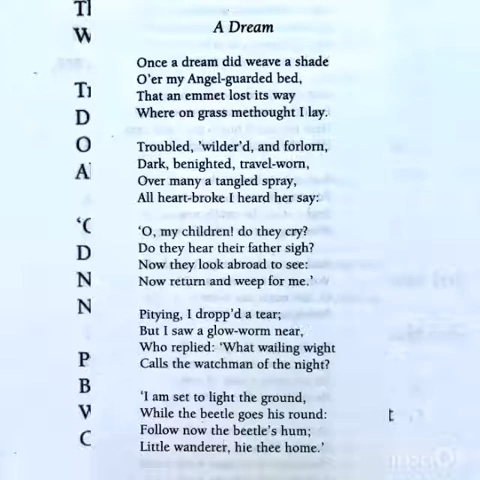 A Dream
Once a dream did weave a shade
O'er my Angel-guarded bed,
That an emmet lost its way
Where on grass methought I lay.
Troubled, 'wilder'd, and forlorn,
Dark, benighted, travel-worn,
Over many a tangled spray,
All heart-broke I heard her say:
'O, my children! do they cry?
Do they hear their father sigh?
Now they look abroad to see:
Now return and weep for me.'
Pitying, I dropp'd a tear;
But I saw a glow-worm near,
Who replied: 'What wailing wight
Calls the watchman of the night?
'I am set to light the ground,
While the beetle goes his round:
Follow now the beetle's hum;
Little wanderer, hie thee home.'